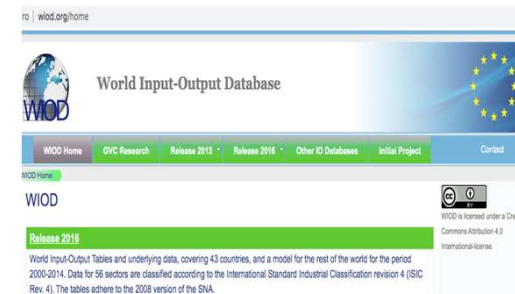 ro | wiod.org/home
World Input-Output Database
WIOD
WIOD Home GVC Research Release 2013 Release 2016 Other IO Databases Initial Project Contact
WIOD Home
WIOD
cc BY
WIOD is licensed under a Cre
Commons Attribution 4.0
International-license.
Release 2016
World Input-Output Tables and underlying data, covering 43 countries, and a model for the rest of the world for the period
2000-2014. Data for 56 sectors are classified according to the International Standard Industrial Classification revision 4 (ISIC
Rev. 4). The tables adhere to the 2008 version of the SNA.